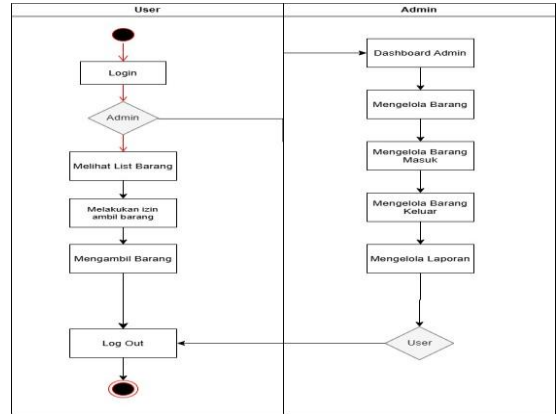 User
Admin
Login
Admin
Melihat List Barang
Melakukan izin
ambil barang
Mengambil Barang
Log Out
Dashboard Admin
Mengelola Barang
Mengelola Barang
Masuk
Mengelola Barang
Keluar
Mengelola Laporan
User